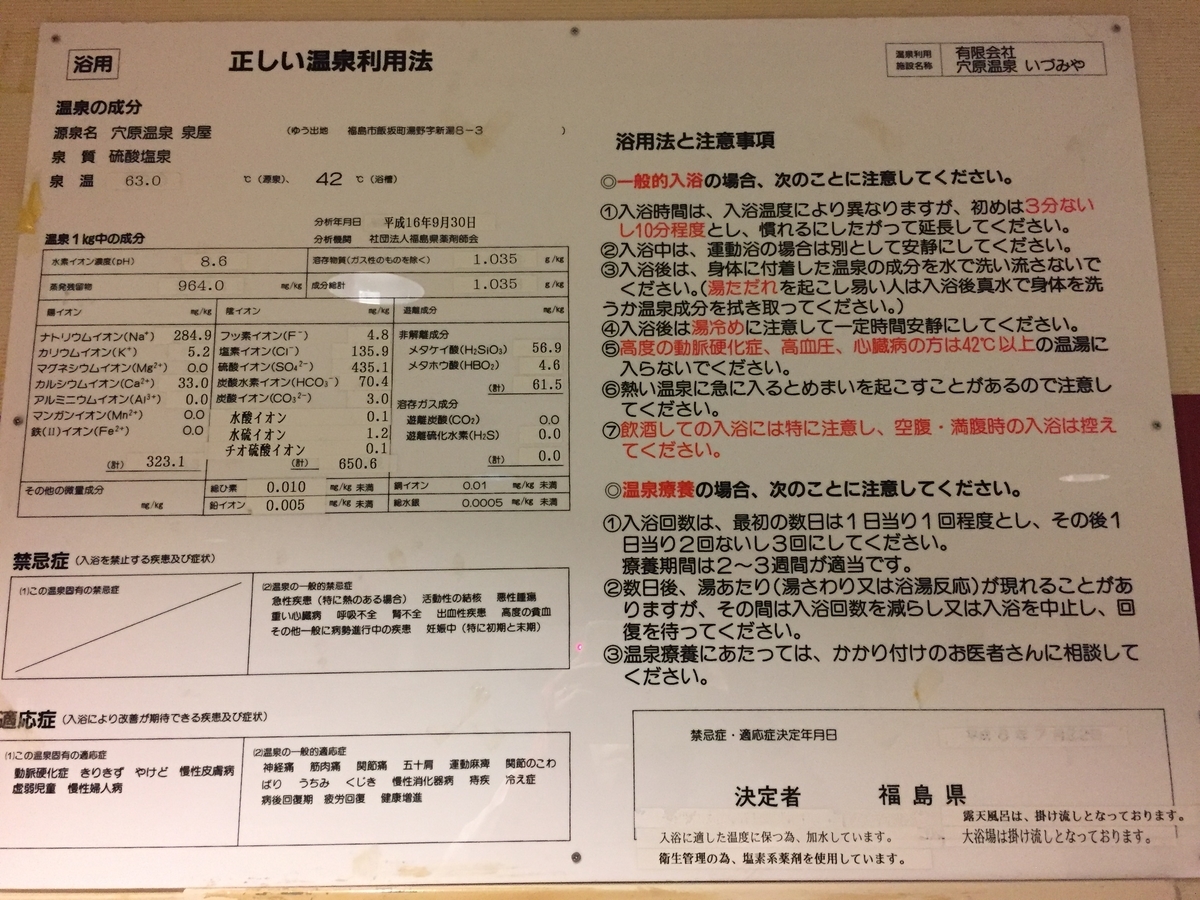 浴用
正しい温泉利用法
温泉利用施設名称
有限会社
穴原温泉 いづみや
温泉の成分
源泉名 穴原温泉 泉屋 (ゆう出地 福島市飯坂町湯野字新湯8-3 )
泉 質 硫酸塩泉
泉 温 63.0 ℃(源泉)、 42 ℃(浴槽)
分析年月日 平成16年9月30日
温泉1kg中の成分 分析機関 社団法人福島県薬剤師会
水素イオン濃度(pH) 8.6 溶存物質(ガス性のものを除く) 1.035 g/kg
蒸発残留物 964.0 mg/kg 成分総計 1.035 g/kg
陽イオン mg/kg 陰イオン mg/kg 遊離成分 mg/kg
ナトリウムイオン(Na⁺) 284.9 フッ素イオン(F⁻) 4.8 非解離成分
カリウムイオン(K⁺) 5.2 塩素イオン(Cl⁻) 135.9 メタケイ酸(H₂SiO₃) 56.9
マグネシウムイオン(Mg²⁺) 0.0 硫酸イオン(SO₄²⁻) 435.1 メタホウ酸(HBO₂) 4.6
カルシウムイオン(Ca²⁺) 33.0 炭酸水素イオン(HCO₃⁻) 70.4 (計) 61.5
アルミニウムイオン(Al³⁺) 0.0 炭酸イオン(CO₃²⁻) 3.0 溶存ガス成分
マンガンイオン(Mn²⁺) 0.0 水酸イオン 0.1 遊離炭酸(CO₂) 0.0
鉄(II)イオン(Fe²⁺) 0.0 水硫イオン 1.2 遊離硫化水素(H₂S) 0.0
チオ硫酸イオン 0.1
(計) 323.1 (計) 650.6 (計) 0.0
その他の微量成分 mg/kg 総ひ素 0.010 mg/kg 未満 銅イオン 0.01 mg/kg 未満
鉛イオン 0.005 mg/kg 未満 総水銀 0.0005 mg/kg 未満
禁忌症(入浴を禁止する疾患及び症状)
(1)この温泉固有の禁忌症
(2)温泉の一般的禁忌症
急性疾患(特に熱のある場合) 活動性の結核 悪性腫瘍
重い心臓病 呼吸不全 腎不全 出血性疾患 高度の貧血
その他一般に病勢進行中の疾患 妊娠中(特に初期と末期)
適応症(入浴により改善が期待できる疾患及び症状)
(1)この温泉固有の適応症
動脈硬化症 きりきず やけど 慢性皮膚病
虚弱児童 慢性婦人病
(2)温泉の一般的適応症
神経痛 筋肉痛 関節痛 五十肩 運動麻痺 関節のこわ
ばり うちみ くじき 慢性消化器病 痔疾 冷え症
病後回復期 疲労回復 健康増進
浴用法と注意事項
◎一般的入浴の場合、次のことに注意してください。
①入浴時間は、入浴温度により異なりますが、初めは3分ない
し10分程度とし、慣れるにしたがって延長してください。
②入浴中は、運動浴の場合は別として安静にしてください。
③入浴後は、身体に付着した温泉の成分を水で洗い流さないで
ください。(湯ただれを起こし易い人は入浴後真水で身体を洗
うか温泉成分を拭き取ってください。)
④入浴後は湯冷めに注意して一定時間安静にしてください。
⑤高度の動脈硬化症、高血圧、心臓病の方は42℃以上の温湯に
入らないでください。
⑥熱い温泉に急に入るとめまいを起こすことがあるので注意し
てください。
⑦飲酒しての入浴には特に注意し、空腹・満腹時の入浴は控え
てください。
◎温泉療養の場合、次のことに注意してください。
①入浴回数は、最初の数日は1日当り1回程度とし、その後1
日当り2回ないし3回にしてください。
療養期間は2〜3週間が適当です。
②数日後、湯あたり(湯さわり又は浴湯反応)が現れることがあ
りますが、その間は入浴回数を減らし又は入浴を中止し、回
復を待ってください。
③温泉療養にあたっては、かかり付けのお医者さんに相談して
ください。
禁忌症・適応症決定年月日
決定者 福島県
露天風呂は、掛け流しとなっております。
入浴に適した温度に保つ為、加水しています。 大浴場は掛け流しとなっております。
衛生管理の為、塩素系薬剤を使用しています。